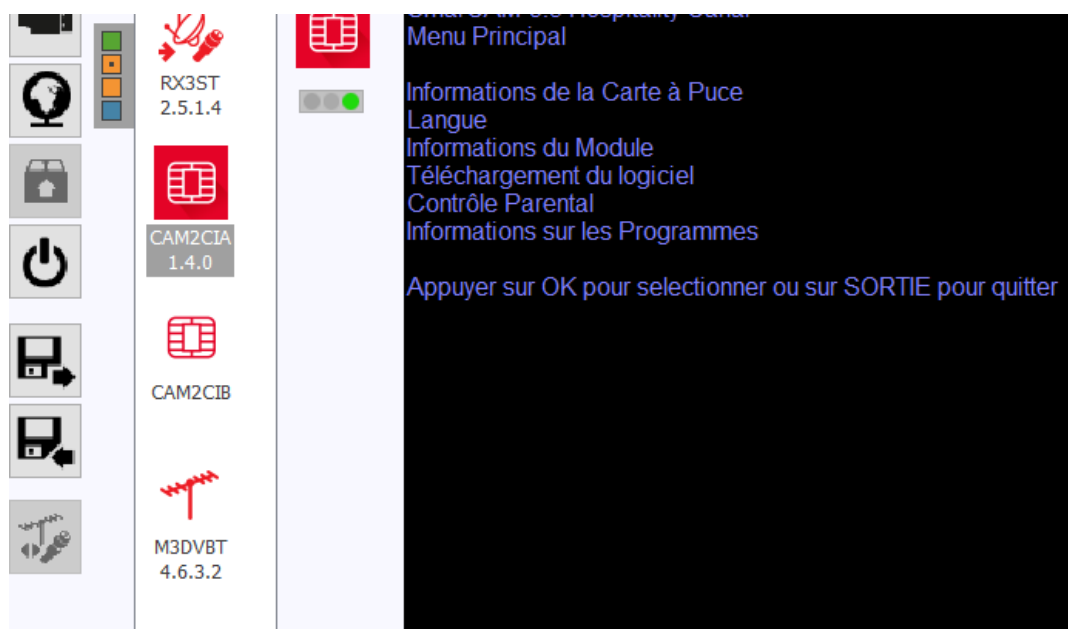 Menu Principal
Informations de la Carte à Puce
Langue
Informations du Module
Téléchargement du logiciel
Contrôle Parental
Informations sur les Programmes
Appuyer sur OK pour selectionner ou sur SORTIE pour quitter
RX3ST
2.5.1.4
CAM2CIA
1.4.0
CAM2CIB
M3DVBT
4.6.3.2